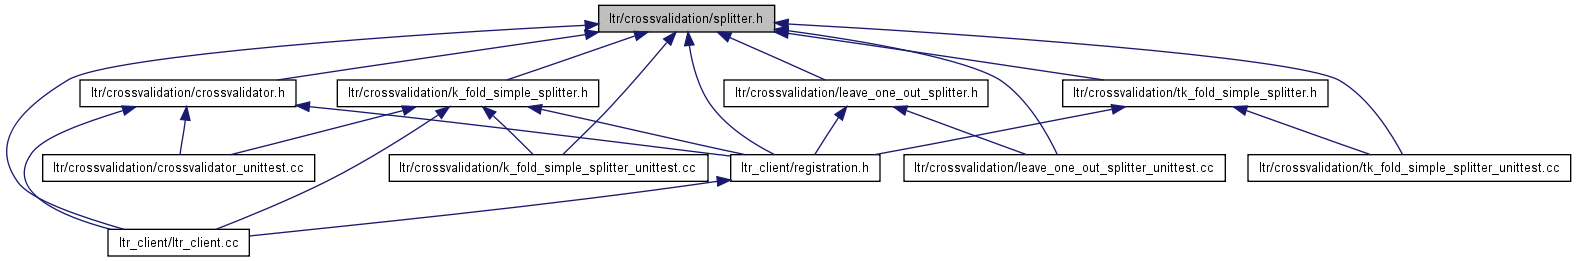 ltr/crossvalidation/splitter.h
ltr/crossvalidation/crossvalidator.h
ltr/crossvalidation/k_fold_simple_splitter.h
ltr/crossvalidation/leave_one_out_splitter.h
ltr/crossvalidation/tk_fold_simple_splitter.h
ltr/crossvalidation/crossvalidator_unittest.cc
ltr/crossvalidation/k_fold_simple_splitter_unittest.cc
ltr_client/registration.h
ltr/crossvalidation/leave_one_out_splitter_unittest.cc
ltr/crossvalidation/tk_fold_simple_splitter_unittest.cc
ltr_client/ltr_client.cc